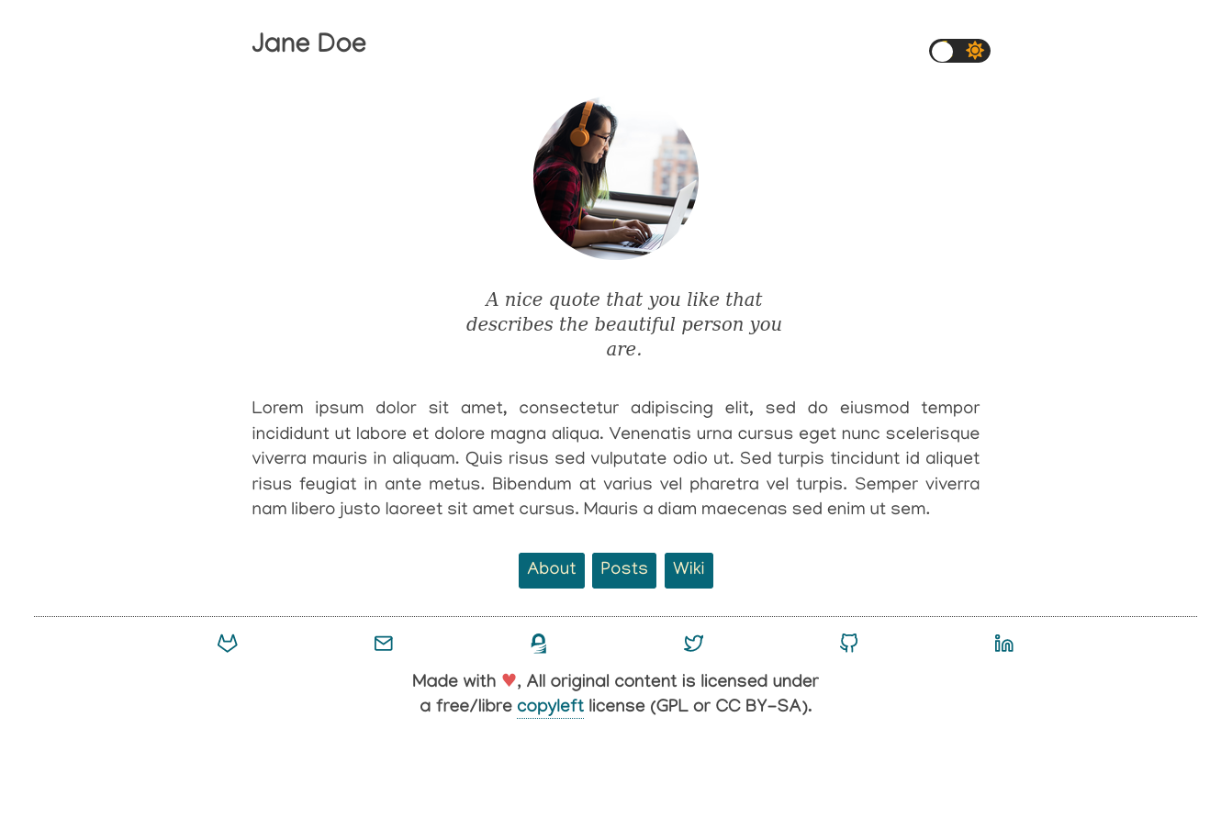 Jane Doe
A nice quote that you like that
describes the beautiful person you
are.
Lorem ipsum dolor sit amet, consectetur adipiscing elit, sed do eiusmod tempor
incididunt ut labore et dolore magna aliqua. Venenatis urna cursus eget nunc scelerisque
viverra mauris in aliquam. Quis risus sed vulputate odio ut. Sed turpis tincidunt id aliquet
risus feugiat in ante metus. Bibendum at varius vel pharetra vel turpis. Semper viverra
nam libero justo laoreet sit amet cursus. Mauris a diam maecenas sed enim ut sem.
About Posts Wiki
Made with ♥, All original content is licensed under
a free/libre copyleft license (GPL or CC BY-SA).